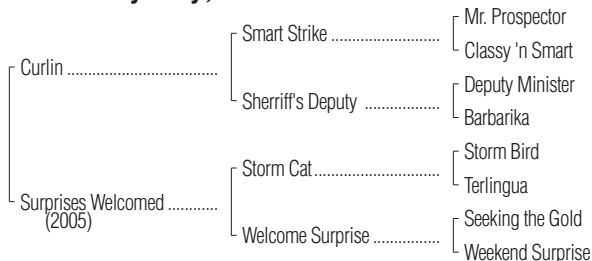 Mr. Prospector
Smart Strike ..........................
Classy 'n Smart
Curlin ....................................
Deputy Minister
Sherriff's Deputy ..................
Barbarika
Storm Bird
Storm Cat..............................
Terlingua
Surprises Welcomed ............
(2005)
Seeking the Gold
Welcome Surprise ................
Weekend Surprise